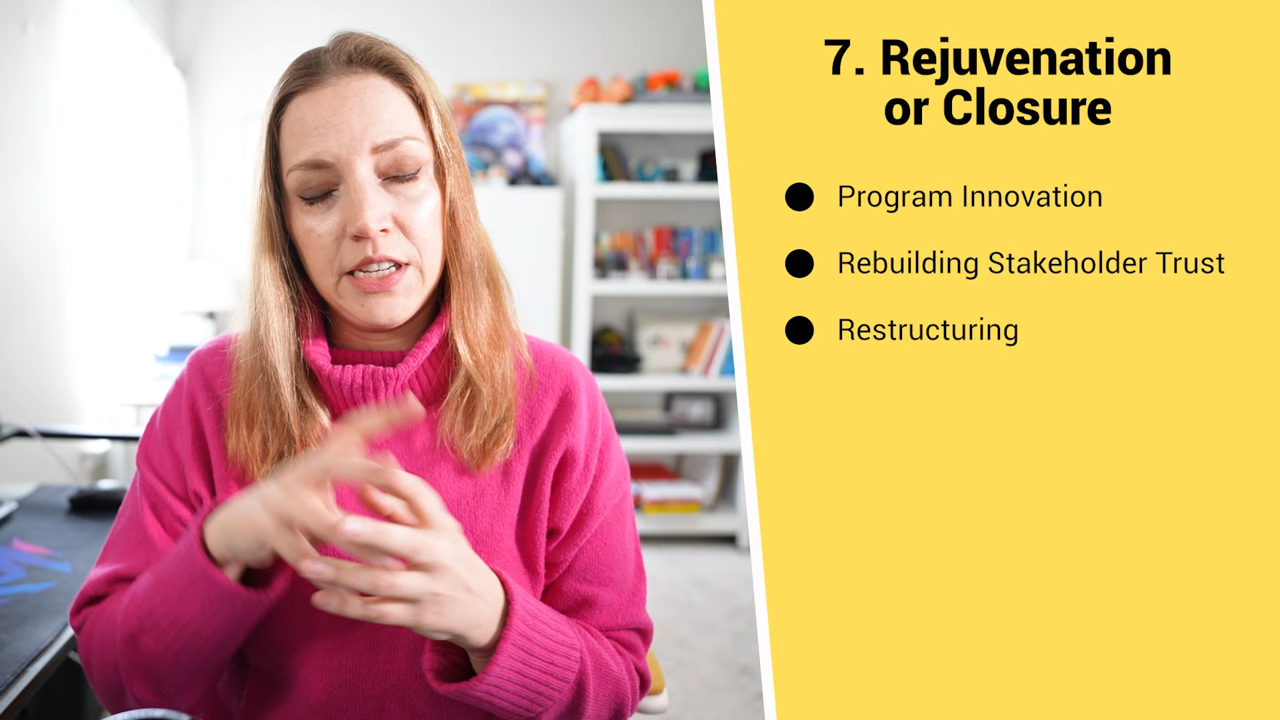 7. Rejuvenation
or Closure
Program Innovation
Rebuilding Stakeholder Trust
Restructuring